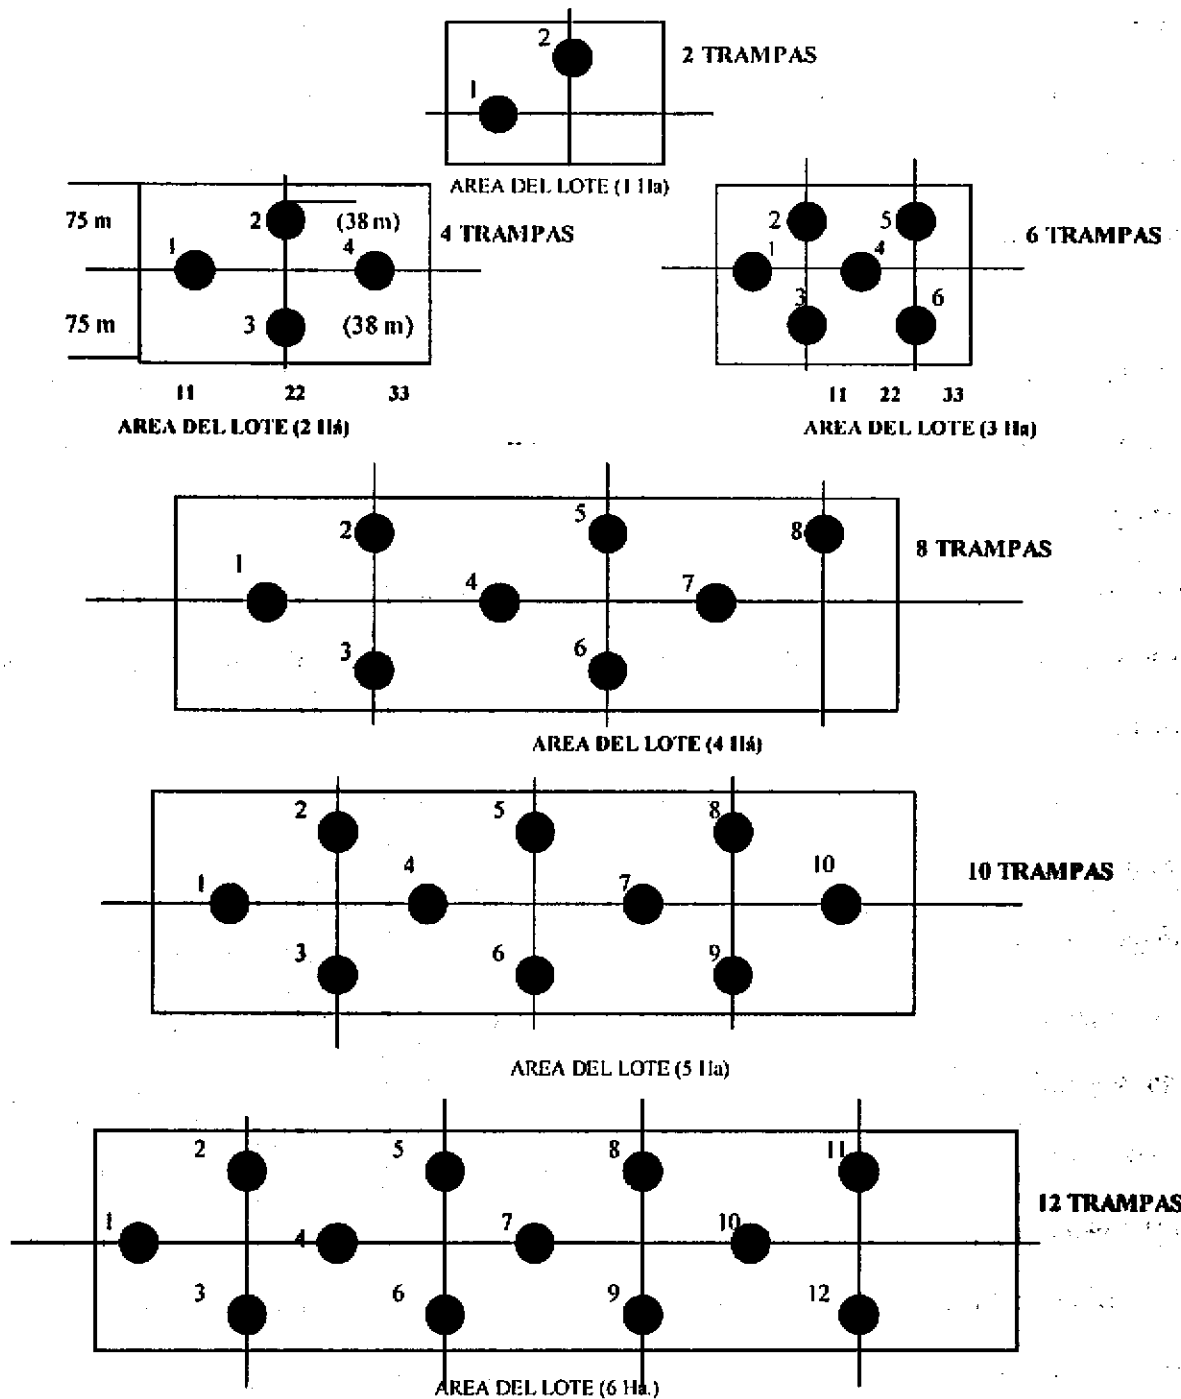 2
2 TRAMPAS
1
AREA DEL LOTE (1 Ha)
75 m
2
(38 m)
4 TRAMPAS
1
4
75 m
3
(38 m)
11 22 33
AREA DEL LOTE (2 Há)
2
5
6 TRAMPAS
1
4
3
6
11 22 33
AREA DEL LOTE (3 Ha)
2
5
8
8 TRAMPAS
1
4
7
3
6
AREA DEL LOTE (4 Há)
2
5
8
1
4
7
10
10 TRAMPAS
3
6
9
AREA DEL LOTE (5 Ha)
2
5
8
11
12 TRAMPAS
1
4
7
10
3
6
9
12
AREA DEL LOTE (6 Ha.)